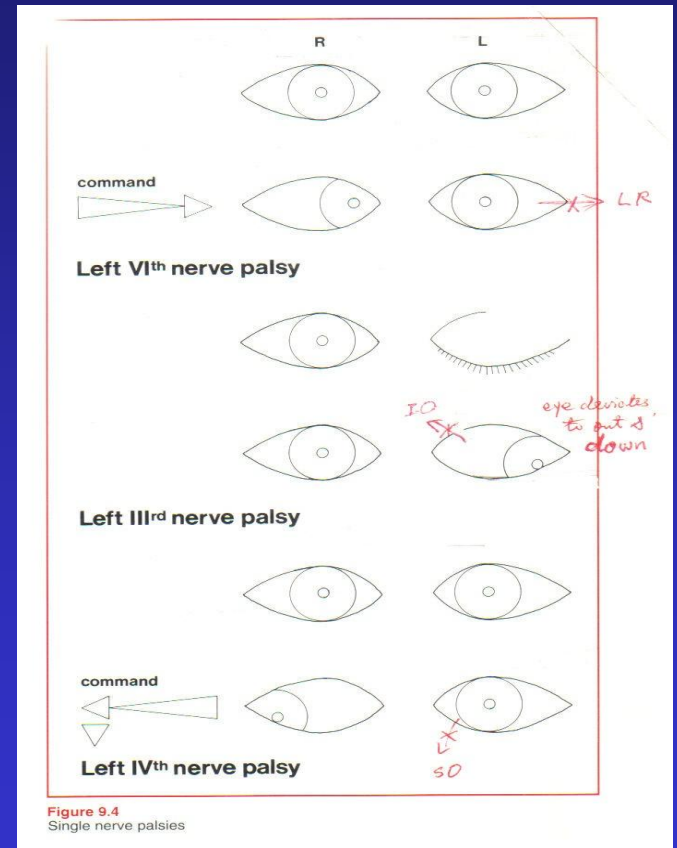 R L
command
LR
Left VIth nerve palsy
IO
eye deviates
to out &
down
Left IIIrd nerve palsy
command
Left IVth nerve palsy
SO
Figure 9.4
Single nerve palsies